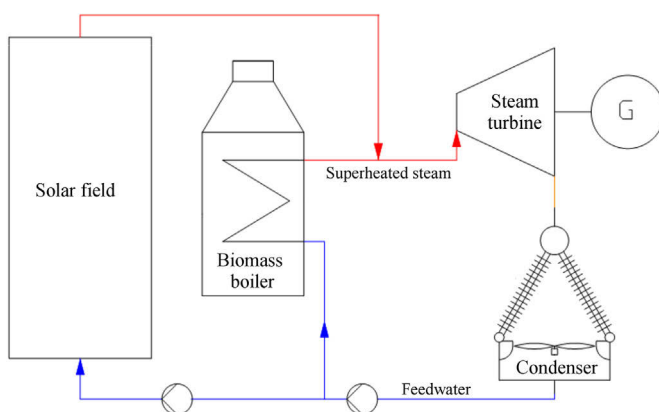 Solar field
Biomass
boiler
Superheated steam
Steam
turbine
G
Condenser
Feedwater